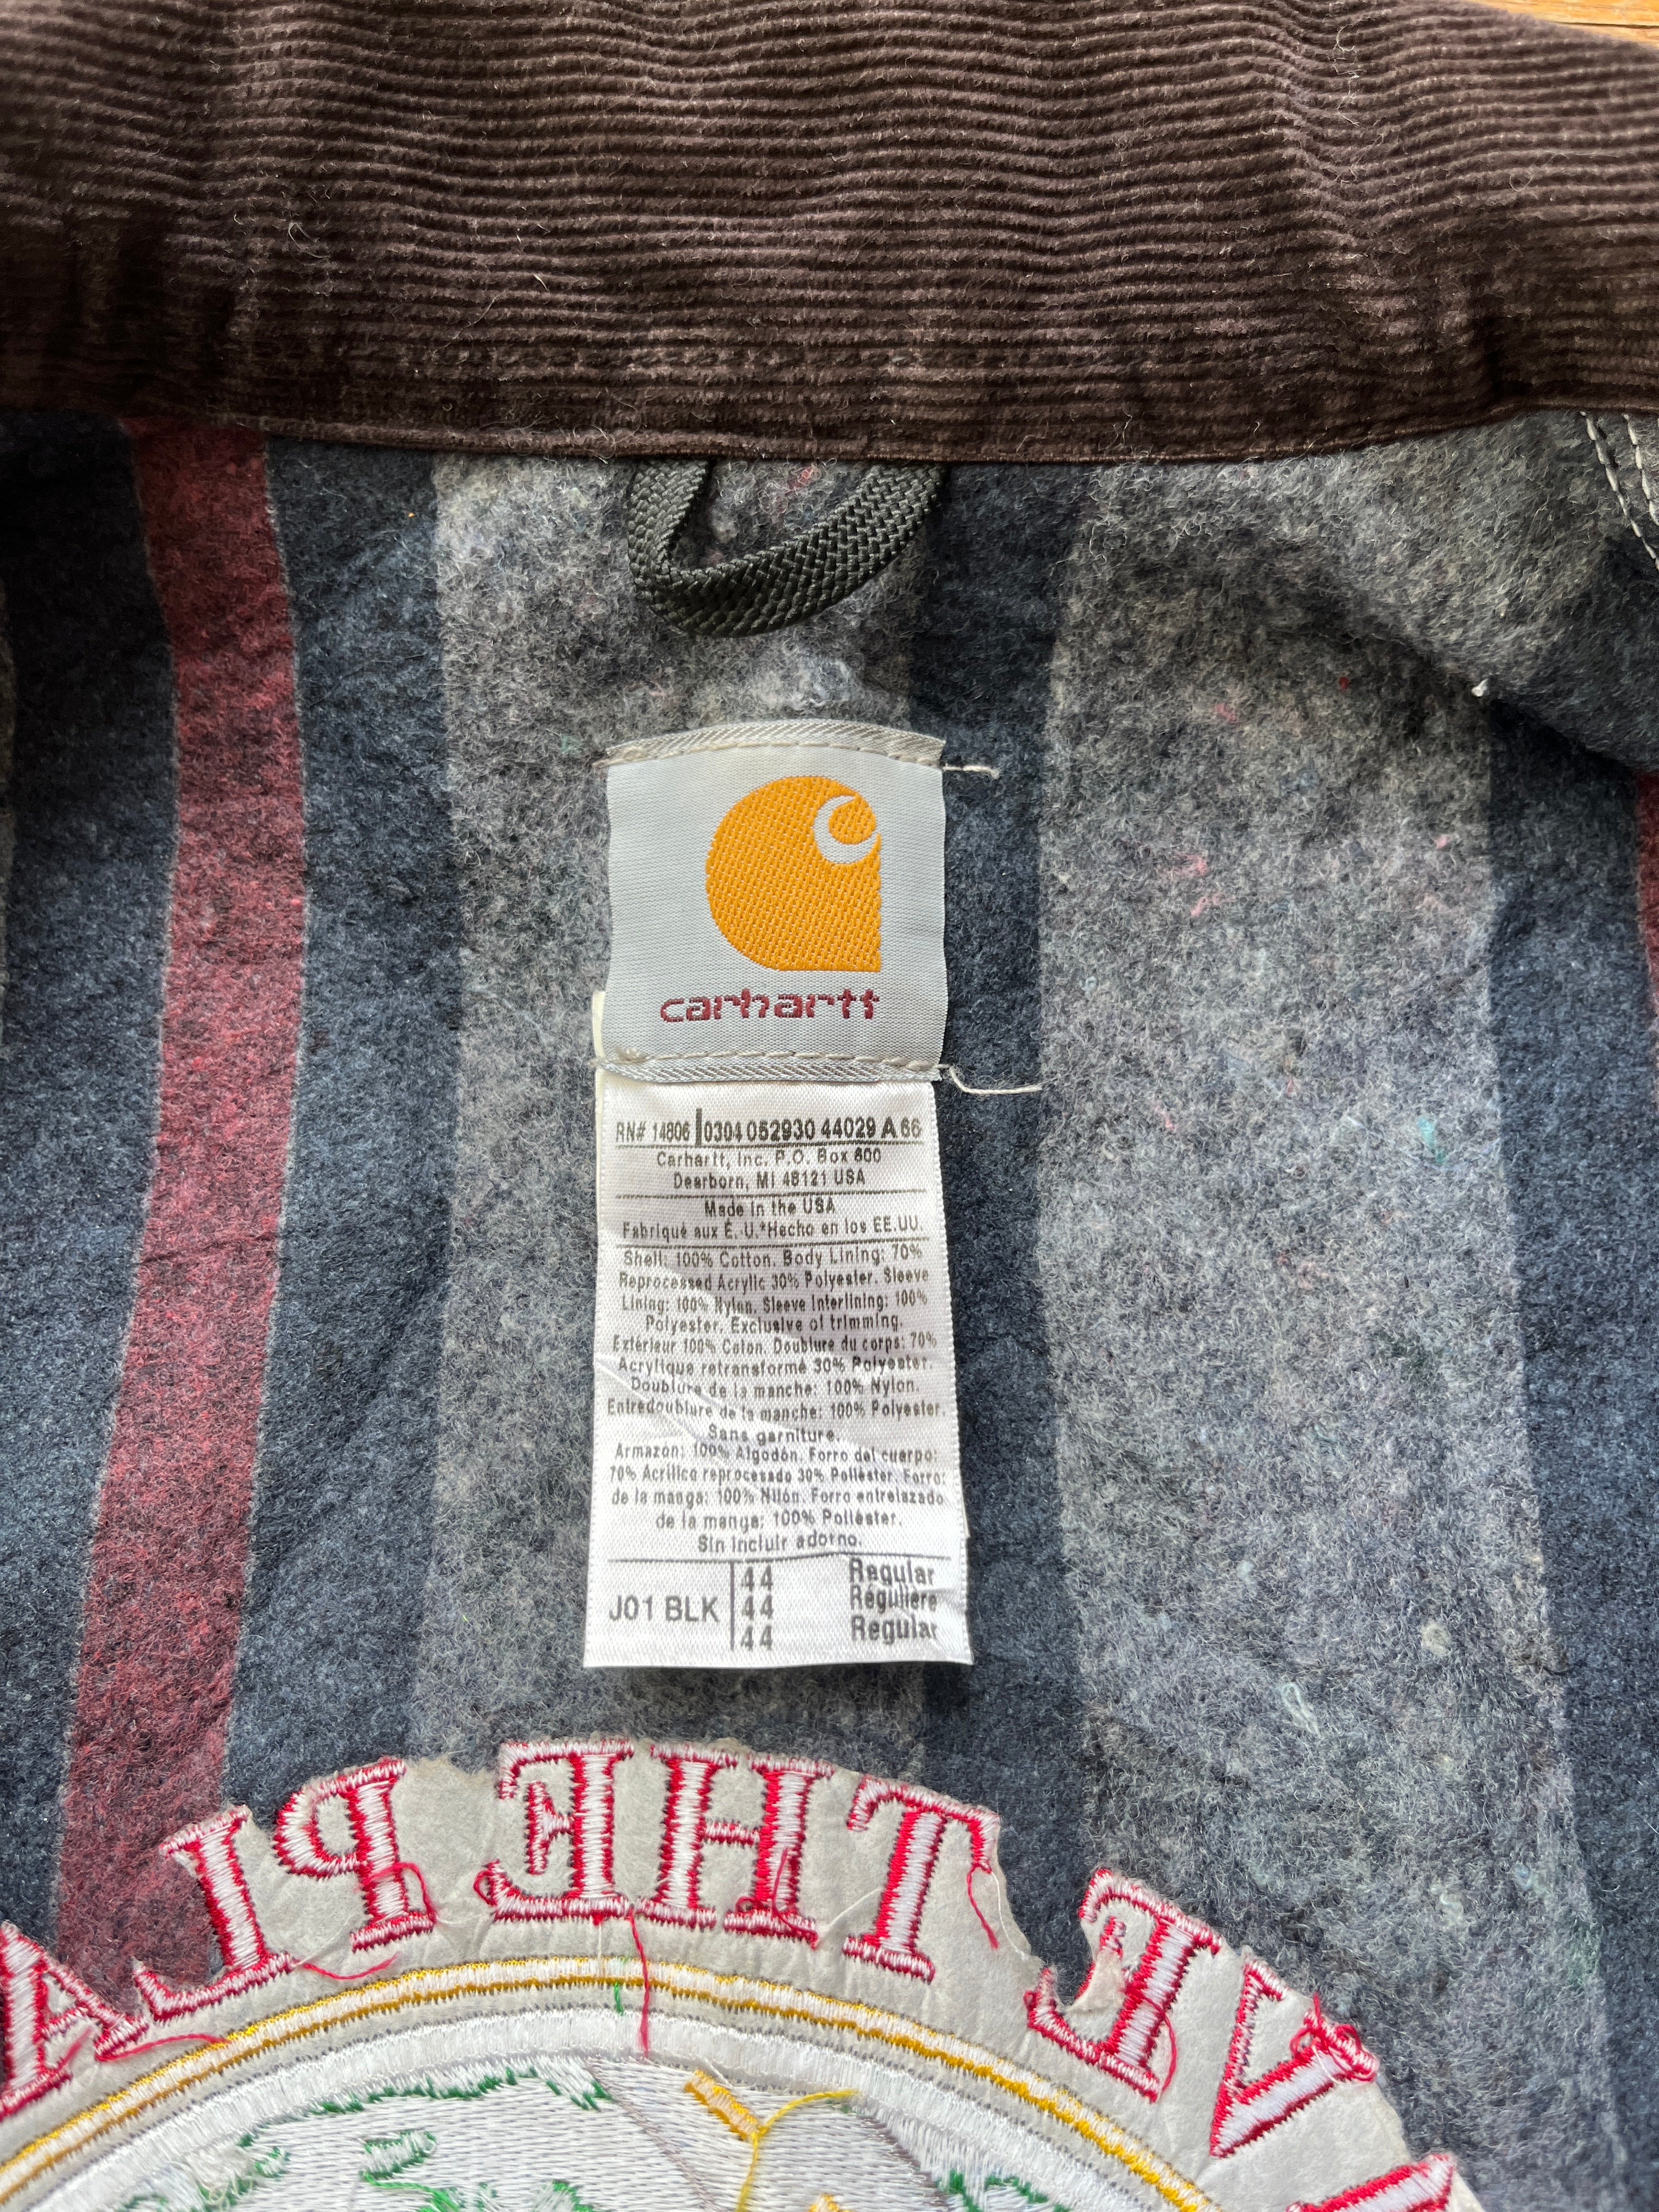 carhartt
RN# 14806 0304 052930 44029 A 66
Carhartt, Inc. P.O. Box 600
Dearborn, MI 48121 USA
Made in the USA
Fabriqué aux É.-U.*Hecho en los EE.UU.
Shell: 100% Cotton. Body Lining: 70%
Reprocessed Acrylic 30% Polyester. Sleeve
Lining: 100% Nylon. Sleeve Interlining: 100%
Polyester. Exclusive of trimming.
Extérieur 100% Coton. Doublure du corps: 70%
Acrylique retransformé 30% Polyester.
Doublure de la manche: 100% Nylon.
Entredoublure de la manche: 100% Polyester.
Sans garniture.
Armazón: 100% Algodón. Forro del cuerpo:
70% Acrílico reprocesado 30% Poliéster. Forro:
de la manga: 100% Nilón. Forro entrelazado
de la manga: 100% Poliéster.
Sin incluir adorno.
J01 BLK
44 Regular
44 Régulière
44 Regular
VE THE PLA